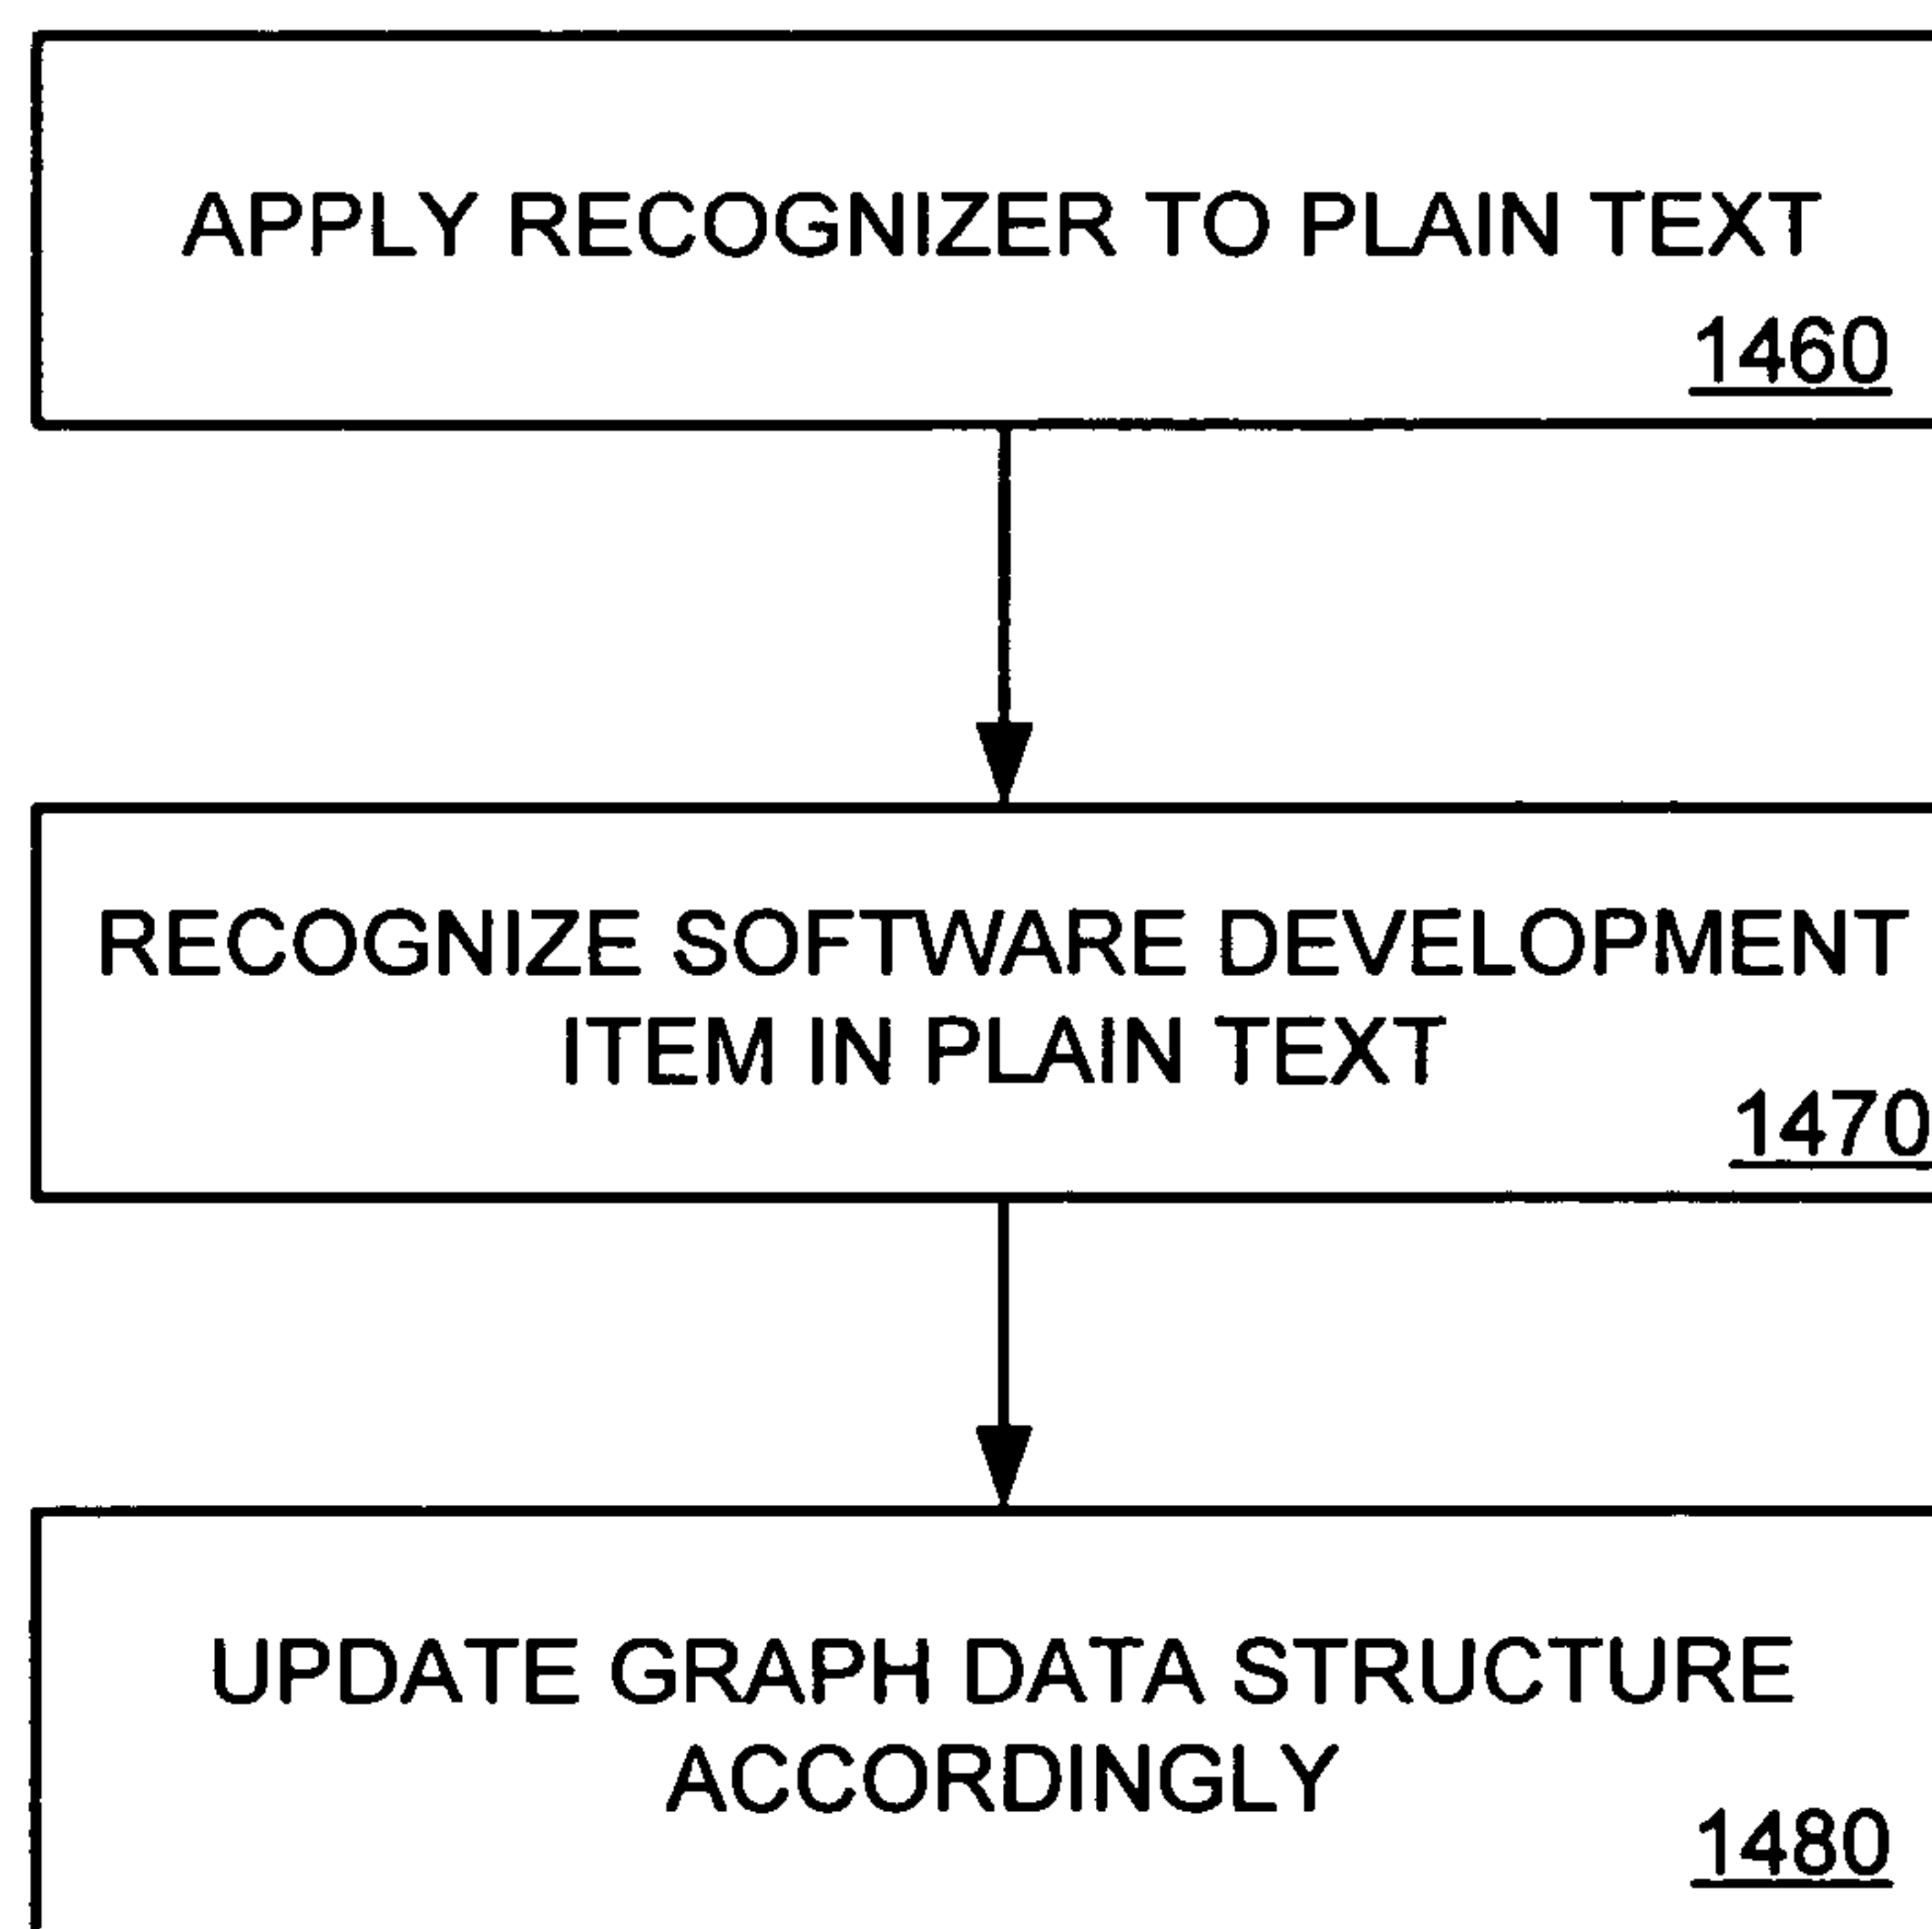 APPLY RECOGNIZER TO PLAIN TEXT
1460
RECOGNIZE SOFTWARE DEVELOPMENT
ITEM IN PLAIN TEXT
1470
UPDATE GRAPH DATA STRUCTURE
ACCORDINGLY
1480